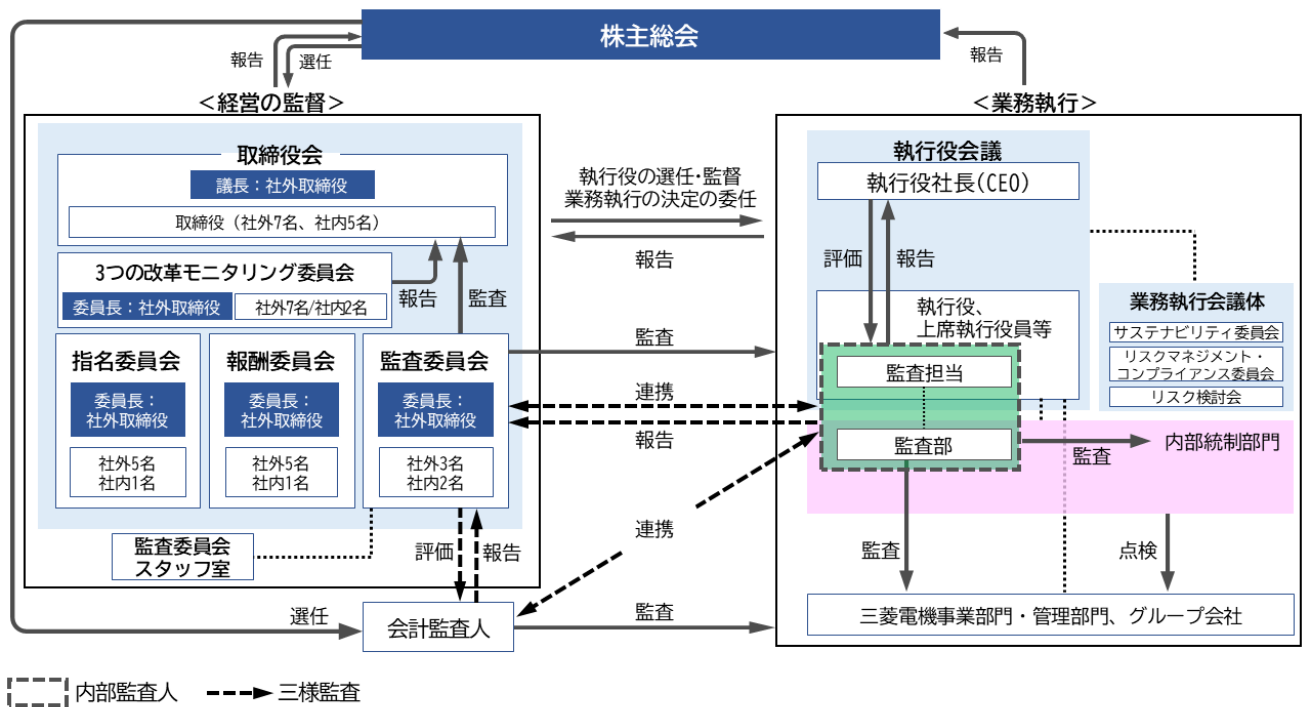 株主総会
報告
選任
報告
<経営の監督>
<業務執行>
取締役会
議長：社外取締役
取締役（社外7名、社内5名）
3つの改革モニタリング委員会
委員長：社外取締役
社外7名/社内2名
報告
監査
指名委員会
委員長：
社外取締役
社外5名
社内1名
報酬委員会
委員長：
社外取締役
社外5名
社内1名
監査委員会
委員長：
社外取締役
社外3名
社内2名
監査委員会
スタッフ室
評価
報告
選任
会計監査人
執行役の選任・監督
業務執行の決定の委任
報告
監査
連携
報告
連携
監査
執行役会議
執行役社長(CEO)
評価
報告
執行役、
上席執行役員等
監査担当
監査部
業務執行会議体
サステナビリティ委員会
リスクマネジメント・
コンプライアンス委員会
リスク検討会
監査
内部統制部門
監査
点検
三菱電機事業部門・管理部門、グループ会社
内部監査人
三様監査